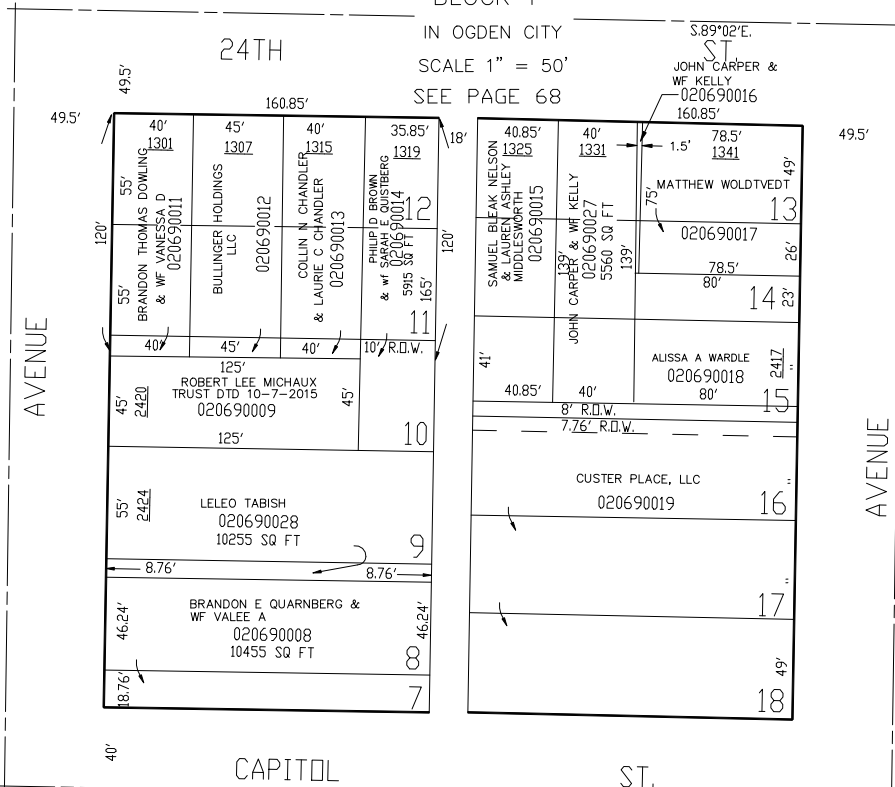 BLOCK 1
IN OGDEN CITY
SCALE 1" = 50'
SEE PAGE 68
24TH
S.89°02'E.
ST.
JOHN CARPER &
WF KELLY
020690016
49.5'
49.5'
160.85'
160.85'
49.5'
40'
1301
45'
1307
40'
1315
35.85'
1319
18'
40.85'
1325
40'
1331
1.5'
78.5'
1341
49'
55'
BRANDON THOMAS DOWLING
& WF VANESSA D
020690011
BULLINGER HOLDINGS
LLC
020690012
COLLIN N CHANDLER
& LAURIE C CHANDLER
020690013
PHILIP D BROWN
& wf SARAH E QUISTBERG
020690014
5915 SQ FT
12
SAMUEL BLEAK NELSON
& LAUREN ASHLEY
MIDDLESWORTH
020690015
JOHN CARPER & WF KELLY
020690027
5560 SQ FT
139'
139'
75'
MATTHEW WOLDTVEDT
13
020690017
26'
78.5'
80'
14
23'
120'
120'
55'
165'
11
40'
45'
40'
10' R.O.W.
125'
ROBERT LEE MICHAUX
TRUST DTD 10-7-2015
020690009
45'
2420
45'
125'
10
41'
40.85'
40'
ALISSA A WARDLE
020690018
80'
2417
"
15
8' R.O.W.
7.76' R.O.W.
AVENUE
AVENUE
55'
2424
LELEO TABISH
020690028
10255 SQ FT
9
CUSTER PLACE, LLC
020690019
"
16
8.76'
8.76'
46.24'
BRANDON E QUARNBERG &
WF VALEE A
020690008
10455 SQ FT
46.24'
8
"
17
18.76'
7
49'
18
40'
CAPITOL
ST.